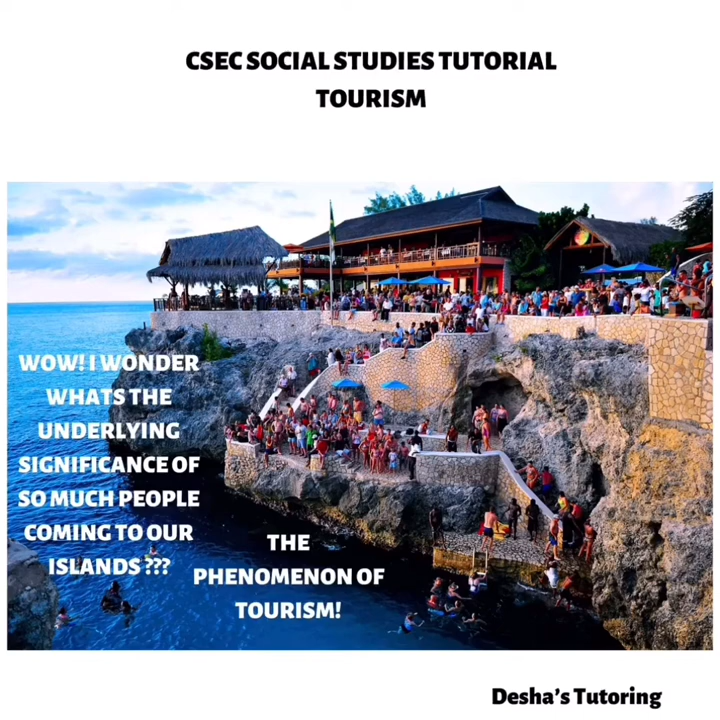 CSEC SOCIAL STUDIES TUTORIAL
TOURISM
WOW! I WONDER
WHATS THE
UNDERLYING
SIGNIFICANCE OF
SO MUCH PEOPLE
COMING TO OUR
ISLANDS ???
THE
PHENOMENON OF
TOURISM!
Desha's Tutoring